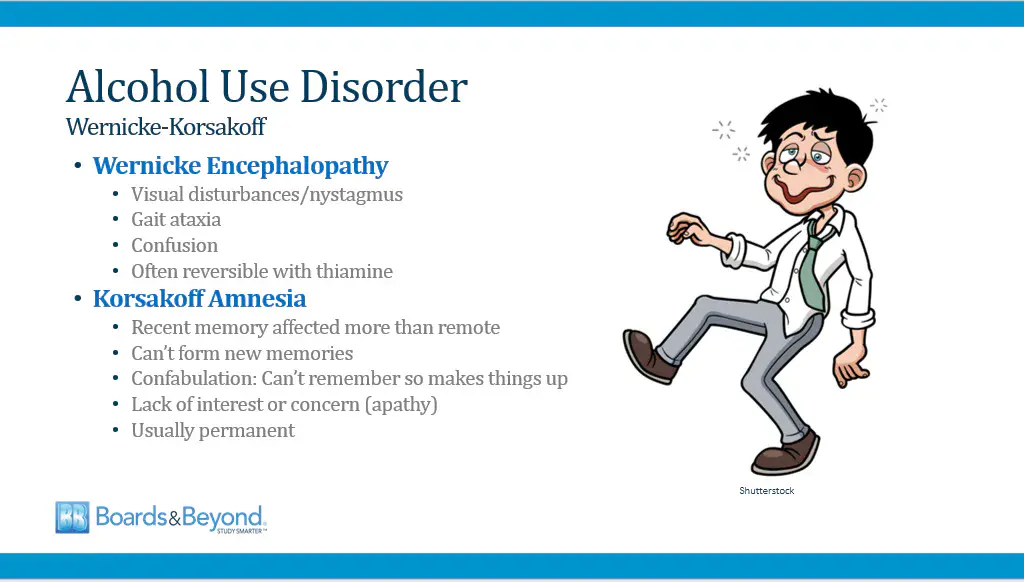 Alcohol Use Disorder
Wernicke-Korsakoff
• Wernicke Encephalopathy
• Visual disturbances/nystagmus
• Gait ataxia
• Confusion
• Often reversible with thiamine
• Korsakoff Amnesia
• Recent memory affected more than remote
• Can’t form new memories
• Confabulation: Can’t remember so makes things up
• Lack of interest or concern (apathy)
• Usually permanent
Shutterstock
BB Boards&Beyond®
STUDY SMARTER™